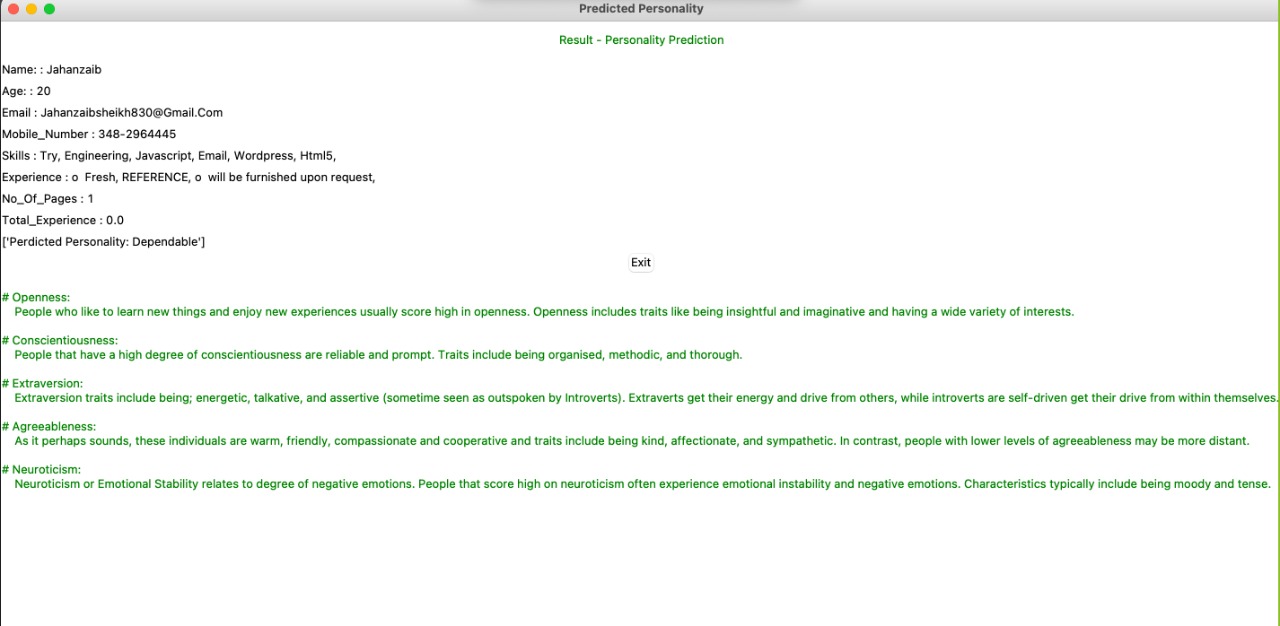 Predicted Personality
Result - Personality Prediction
Name: : Jahanzaib
Age: : 20
Email : Jahanzaibsheikh830@Gmail.Com
Mobile_Number : 348-2964445
Skills : Try, Engineering, Javascript, Email, Wordpress, Html5,
Experience : o  Fresh, REFERENCE, o  will be furnished upon request,
No_Of_Pages : 1
Total_Experience : 0.0
['Perdicted Personality: Dependable']
Exit
# Openness:
People who like to learn new things and enjoy new experiences usually score high in openness. Openness includes traits like being insightful and imaginative and having a wide variety of interests.
# Conscientiousness:
People that have a high degree of conscientiousness are reliable and prompt. Traits include being organised, methodic, and thorough.
# Extraversion:
Extraversion traits include being; energetic, talkative, and assertive (sometime seen as outspoken by Introverts). Extraverts get their energy and drive from others, while introverts are self-driven get their drive from within themselves.
# Agreeableness:
As it perhaps sounds, these individuals are warm, friendly, compassionate and cooperative and traits include being kind, affectionate, and sympathetic. In contrast, people with lower levels of agreeableness may be more distant.
# Neuroticism:
Neuroticism or Emotional Stability relates to degree of negative emotions. People that score high on neuroticism often experience emotional instability and negative emotions. Characteristics typically include being moody and tense.